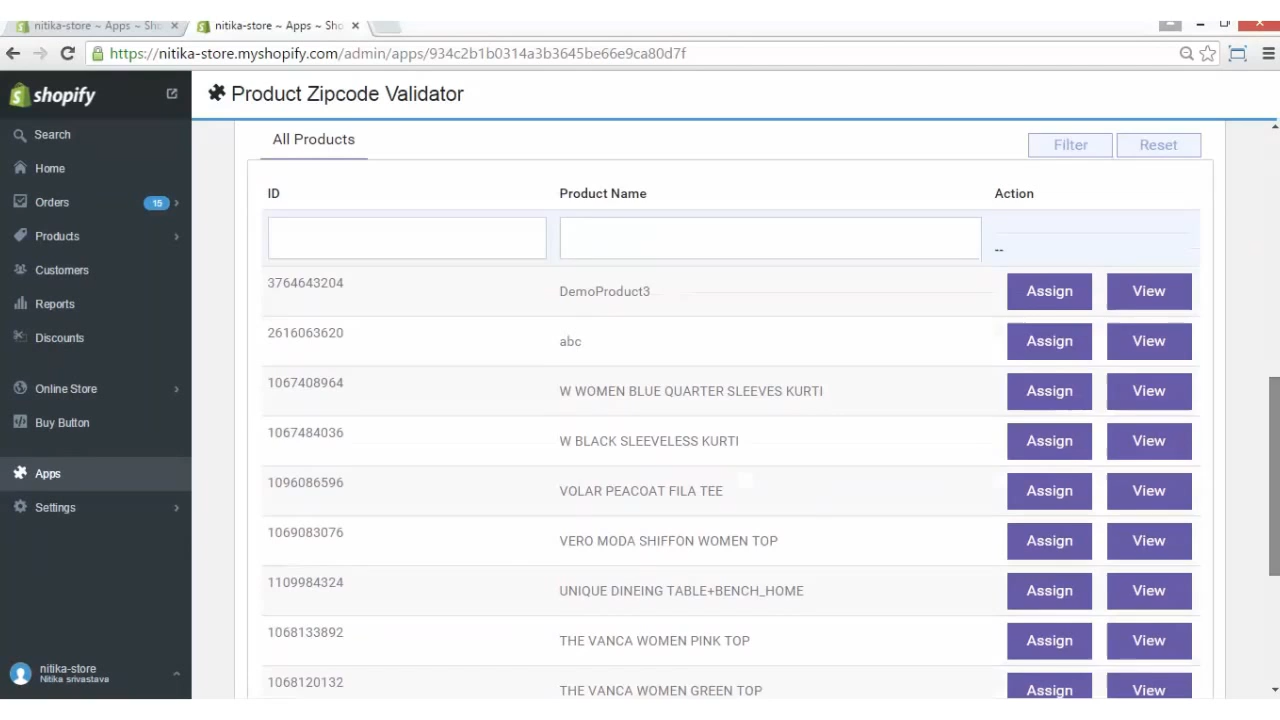 nitika-store ~ Apps ~ Sho
nitika-store ~ Apps ~ Sho
https://nitika-store.myshopify.com/admin/apps/934c2b1b0314a3b3645be66e9ca80d7f
shopify
Product Zipcode Validator
Search
Home
Orders 15
Products
Customers
Reports
Discounts
Online Store
Buy Button
Apps
Settings
nitika-store
Nitika srivastava
All Products
Filter Reset
ID Product Name Action
--
3764643204 DemoProduct3 Assign View
2616063620 abc Assign View
1067408964 W WOMEN BLUE QUARTER SLEEVES KURTI Assign View
1067484036 W BLACK SLEEVELESS KURTI Assign View
1096086596 VOLAR PEACOAT FILA TEE Assign View
1069083076 VERO MODA SHIFFON WOMEN TOP Assign View
1109984324 UNIQUE DINEING TABLE+BENCH_HOME Assign View
1068133892 THE VANCA WOMEN PINK TOP Assign View
1068120132 THE VANCA WOMEN GREEN TOP Assign View